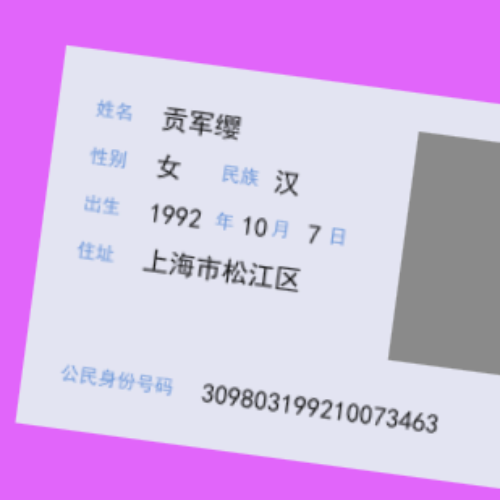 姓名 贡军缨
性别 女 民族 汉
出生 1992 年 10 月 7 日
住址 上海市松江区
公民身份号码 309803199210073463